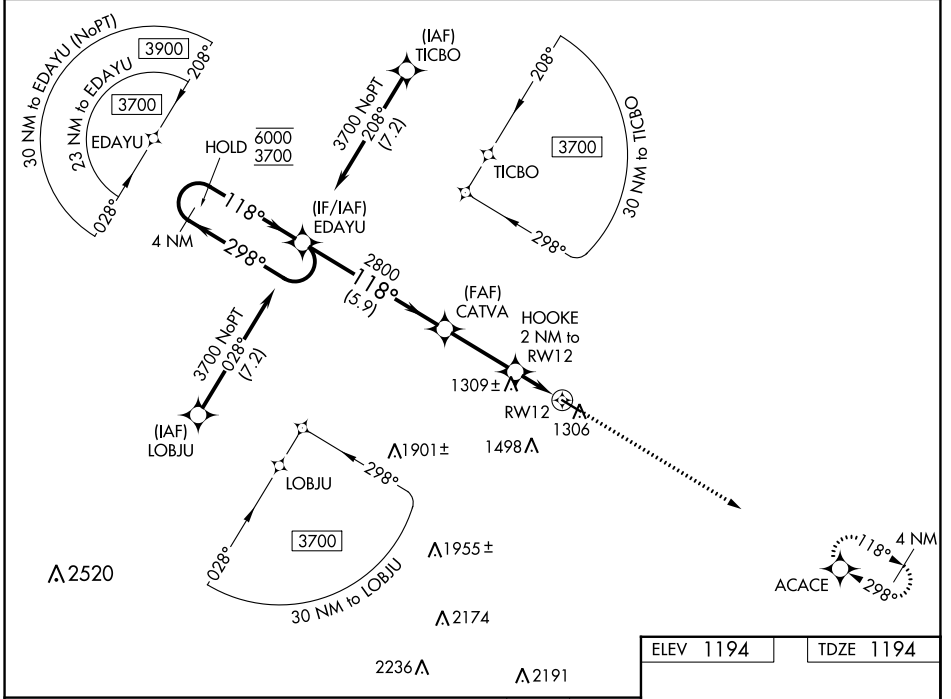 30 NM to EDAYU (NoPT)
3900
208°
23 NM to EDAYU
3700
EDAYU
028°
HOLD
6000
3700
118°
298°
4 NM
(IF/IAF)
EDAYU
(IAF)
TICBO
3700 NoPT
208°
(7.2)
208°
TICBO
3700
298°
30 NM to TICBO
2800
118°
(5.9)
(FAF)
CATVA
HOOKE
2 NM to
RW12
1309±
RW12
1306
3700 NoPT
028°
(7.2)
(IAF)
LOBJU
1901±
1498
LOBJU
298°
028°
3700
30 NM to LOBJU
1955±
2520
2174
2236
2191
118°
4 NM
298°
ACACE
ELEV 1194
TDZE 1194